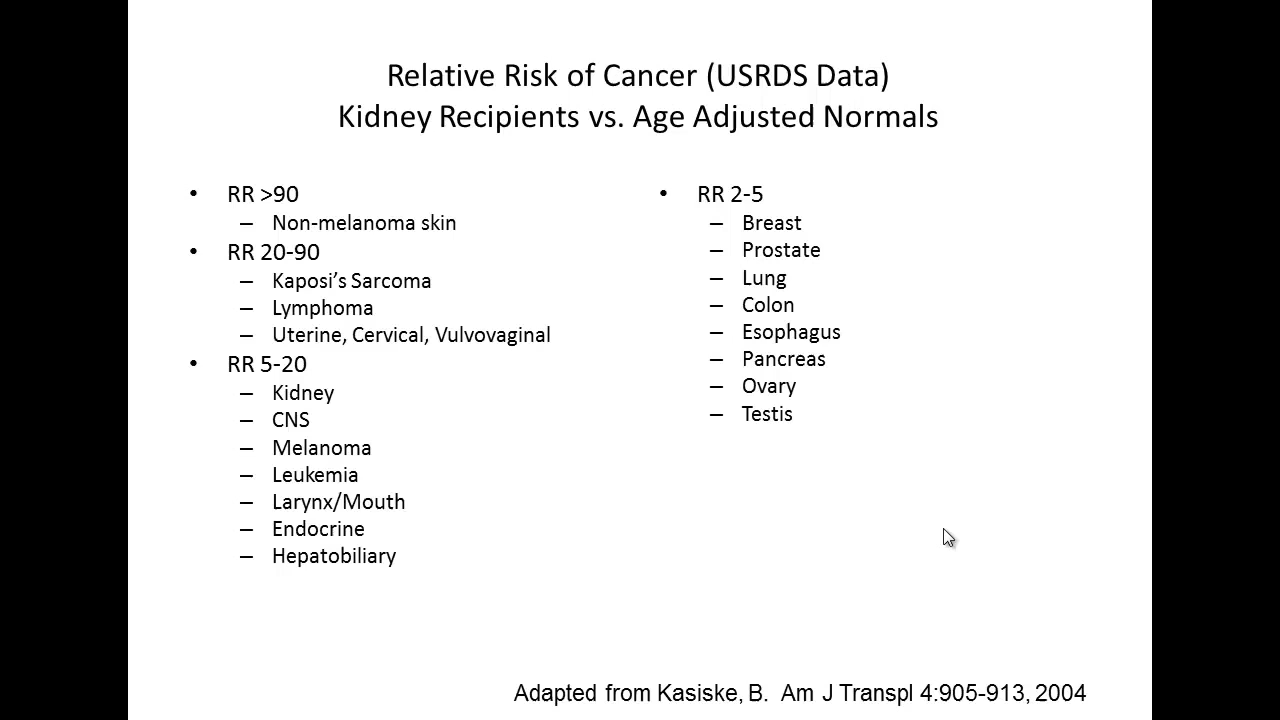 Relative Risk of Cancer (USRDS Data)
Kidney Recipients vs. Age Adjusted Normals
• RR >90
– Non-melanoma skin
• RR 20-90
– Kaposi’s Sarcoma
– Lymphoma
– Uterine, Cervical, Vulvovaginal
• RR 5-20
– Kidney
– CNS
– Melanoma
– Leukemia
– Larynx/Mouth
– Endocrine
– Hepatobiliary
• RR 2-5
– Breast
– Prostate
– Lung
– Colon
– Esophagus
– Pancreas
– Ovary
– Testis
Adapted from Kasiske, B. Am J Transpl 4:905-913, 2004